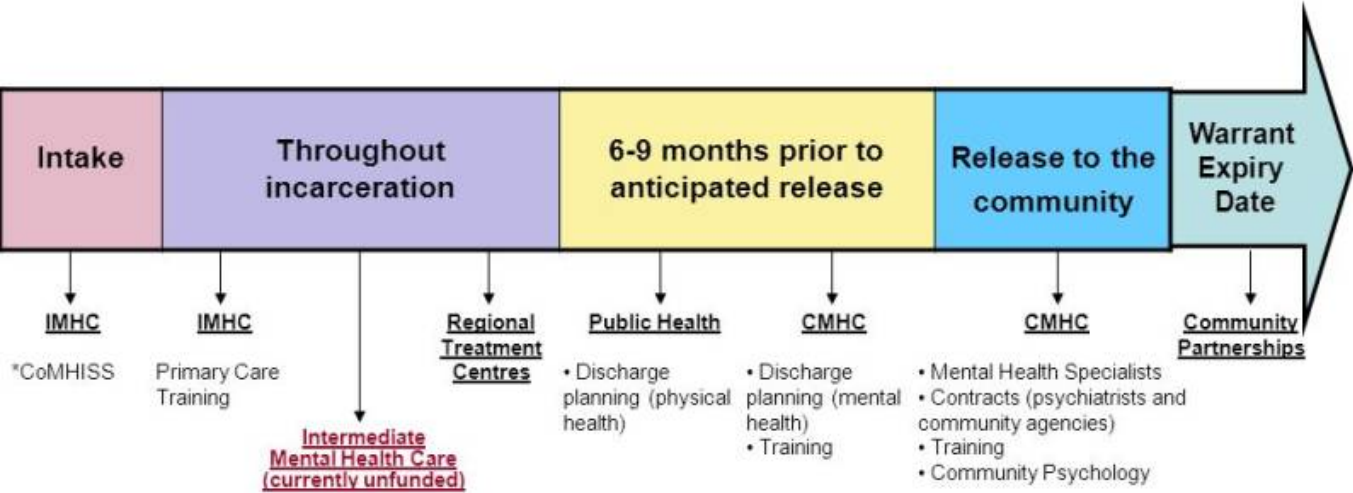 Intake
Throughout
incarceration
6-9 months prior to
anticipated release
Release to the
community
Warrant
Expiry
Date
IMHC
*CoMHISS
IMHC
Primary Care
Training
Intermediate
Mental Health Care
(currently unfunded)
Regional
Treatment
Centres
Public Health
• Discharge
planning (physical
health)
CMHC
• Discharge
planning (mental
health)
• Training
CMHC
• Mental Health Specialists
• Contracts (psychiatrists and
community agencies)
• Training
• Community Psychology
Community
Partnerships